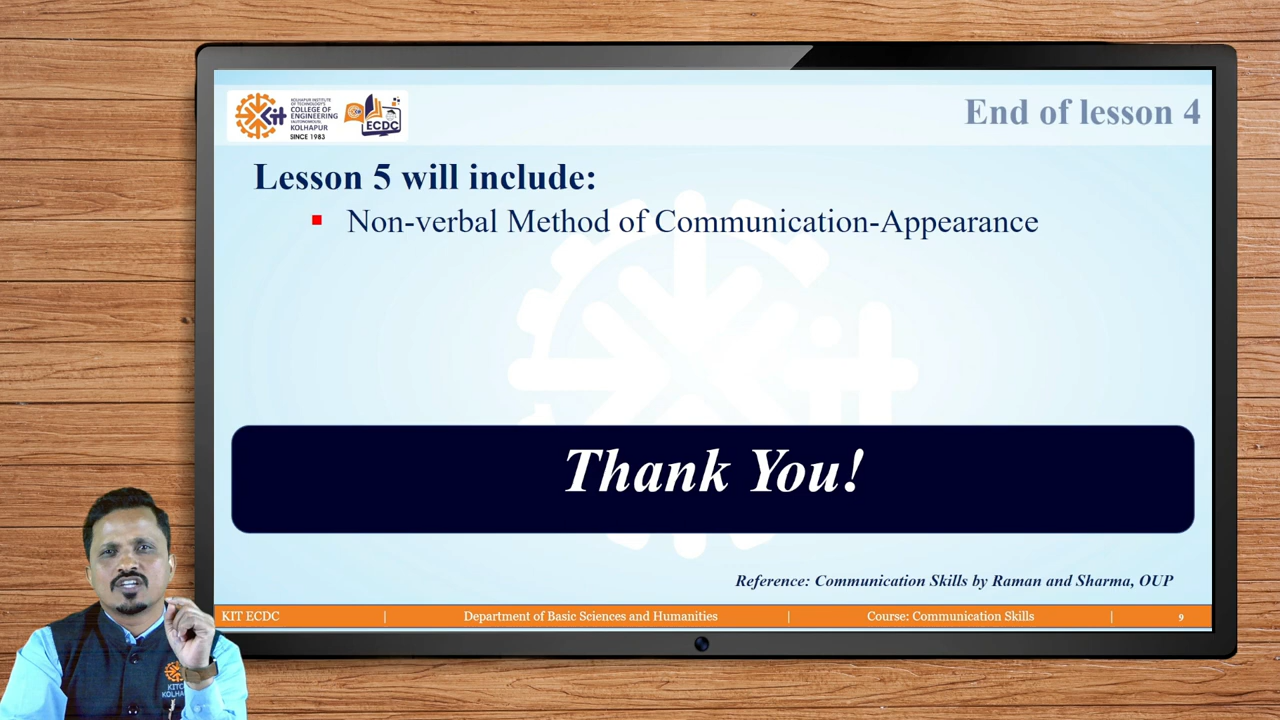 Kit
KOLHAPUR INSTITUTE
OF TECHNOLOGY'S
COLLEGE OF
ENGINEERING
(AUTONOMOUS),
KOLHAPUR
SINCE 1983
ECDC
End of lesson 4
Lesson 5 will include:
Non-verbal Method of Communication-Appearance
Thank You!
Reference: Communication Skills by Raman and Sharma, OUP
KIT ECDC | Department of Basic Sciences and Humanities | Course: Communication Skills | 9